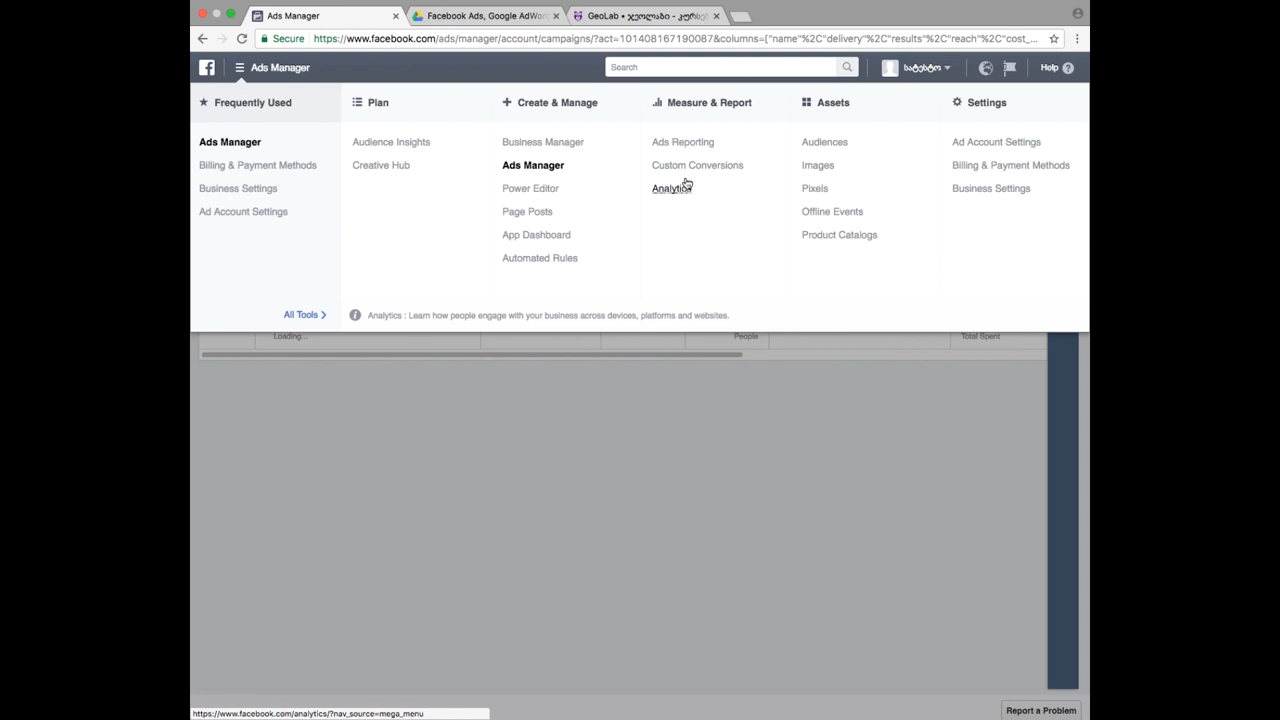 Ads Manager
Facebook Ads, Google AdWor
GeoLab • ჯეოლაბი - კურსებ
Secure https://www.facebook.com/ads/manager/account/campaigns/?act=101408167190087&columns=["name"%2C"delivery"%2C"results"%2C"reach"%2C"cost_...
Ads Manager
Search
სატესტო
Help
Frequently Used
Ads Manager
Billing & Payment Methods
Business Settings
Ad Account Settings
All Tools
Plan
Audience Insights
Creative Hub
Create & Manage
Business Manager
Ads Manager
Power Editor
Page Posts
App Dashboard
Automated Rules
Measure & Report
Ads Reporting
Custom Conversions
Analytics
Assets
Audiences
Images
Pixels
Offline Events
Product Catalogs
Settings
Ad Account Settings
Billing & Payment Methods
Business Settings
Analytics : Learn how people engage with your business across devices, platforms and websites.
Loading...
People
Total Spent
https://www.facebook.com/analytics/?nav_source=mega_menu
Report a Problem